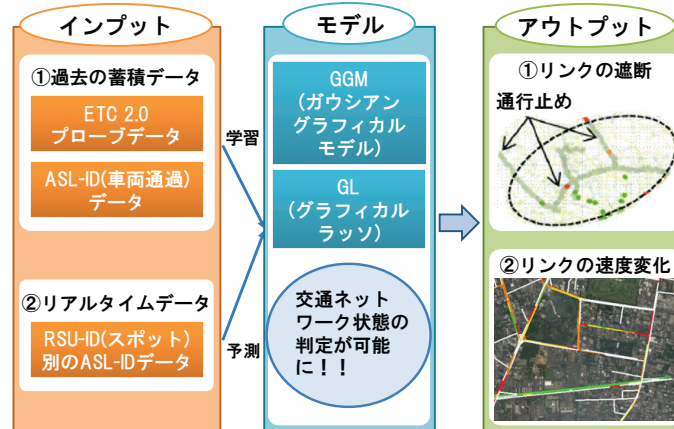 インプット
①過去の蓄積データ
ETC 2.0
プローブデータ
ASL-ID(車両通過)
データ
②リアルタイムデータ
RSU-ID(スポット)
別のASL-IDデータ
学習
予測
モデル
GGM
(ガウシアン
グラフィカル
モデル)
GL
(グラフィカル
ラッソ)
交通ネット
ワーク状態の
判定が可能
に！！
アウトプット
①リンクの遮断
通行止め
②リンクの速度変化